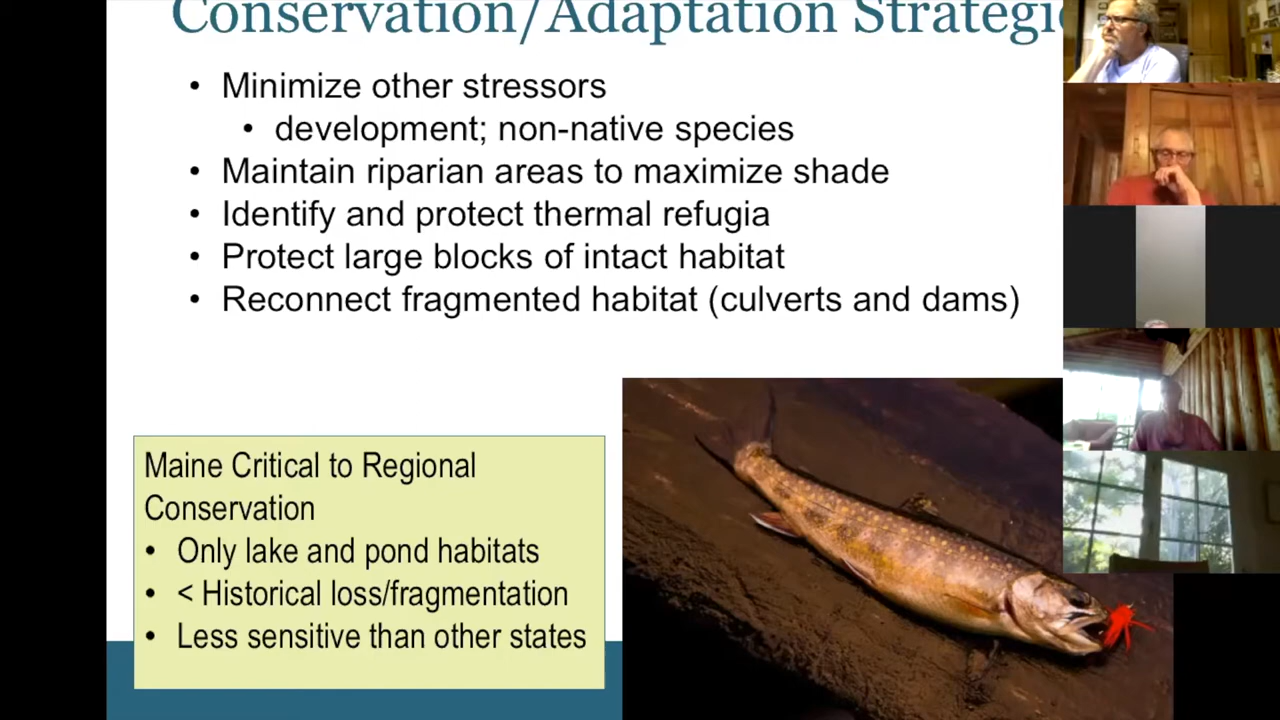 Conservation/Adaptation Strategi
• Minimize other stressors
• development; non-native species
• Maintain riparian areas to maximize shade
• Identify and protect thermal refugia
• Protect large blocks of intact habitat
• Reconnect fragmented habitat (culverts and dams)
Maine Critical to Regional
Conservation
• Only lake and pond habitats
• < Historical loss/fragmentation
• Less sensitive than other states